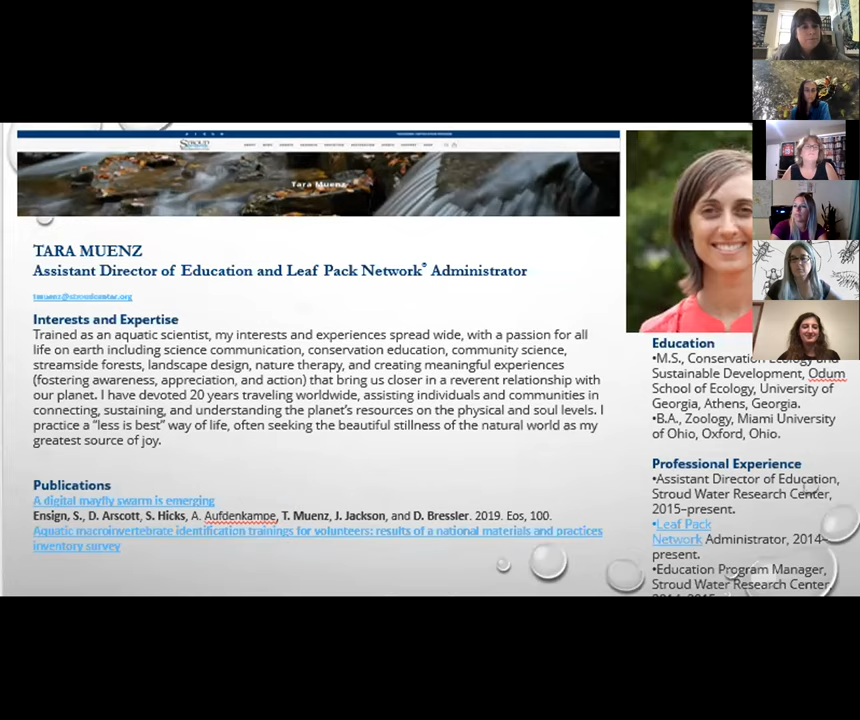 STROUD
Tara Muenz
TARA MUENZ
Assistant Director of Education and Leaf Pack Network® Administrator
tmuenz@stroudcenter.org
Interests and Expertise
Trained as an aquatic scientist, my interests and experiences spread wide, with a passion for all
life on earth including science communication, conservation education, community science,
streamside forests, landscape design, nature therapy, and creating meaningful experiences
(fostering awareness, appreciation, and action) that bring us closer in a reverent relationship with
our planet. I have devoted 20 years traveling worldwide, assisting individuals and communities in
connecting, sustaining, and understanding the planet's resources on the physical and soul levels. I
practice a "less is best" way of life, often seeking the beautiful stillness of the natural world as my
greatest source of joy.
Publications
A digital mayfly swarm is emerging
Ensign, S., D. Arscott, S. Hicks, A. Aufdenkampe, T. Muenz, J. Jackson, and D. Bressler. 2019. Eos, 100.
Aquatic macroinvertebrate identification trainings for volunteers: results of a national materials and practices
inventory survey
Education
•M.S., Conservation Ecology and
Sustainable Development, Odum
School of Ecology, University of
Georgia, Athens, Georgia.
•B.A., Zoology, Miami University
of Ohio, Oxford, Ohio.
Professional Experience
•Assistant Director of Education,
Stroud Water Research Center,
2015–present.
•Leaf Pack
Network Administrator, 2014–
present.
•Education Program Manager,
Stroud Water Research Center